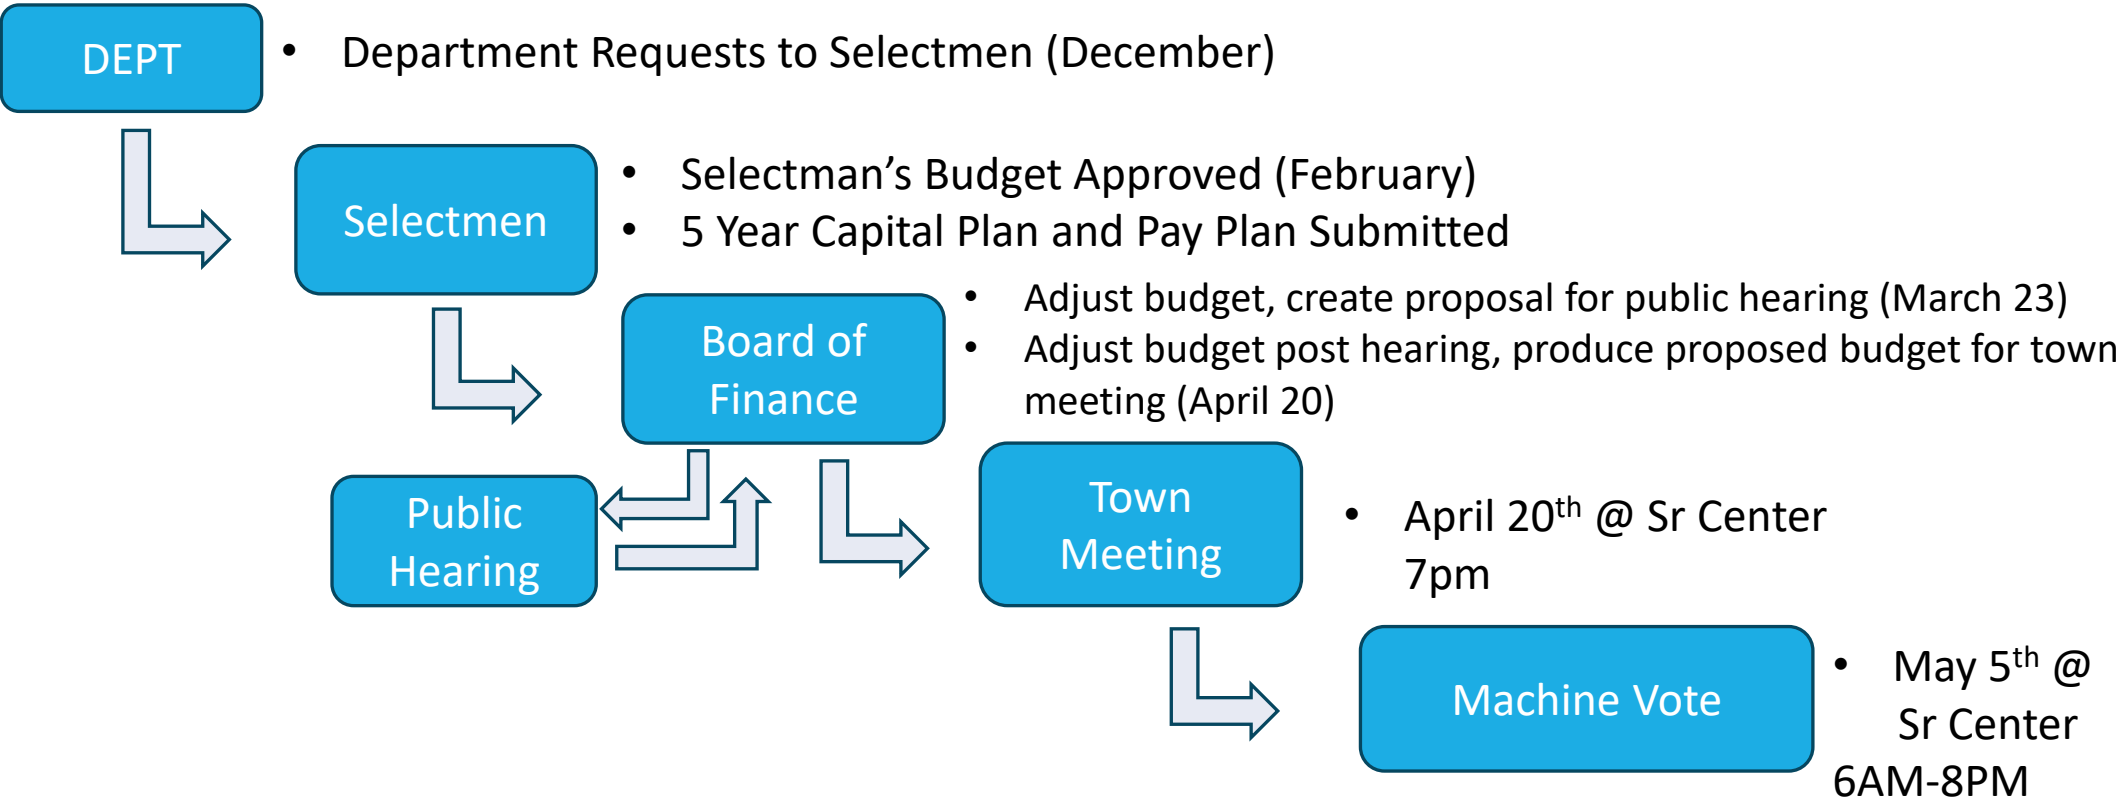 DEPT
• Department Requests to Selectmen (December)
Selectmen
• Selectman’s Budget Approved (February)
• 5 Year Capital Plan and Pay Plan Submitted
Board of
Finance
• Adjust budget, create proposal for public hearing (March 23)
• Adjust budget post hearing, produce proposed budget for town
meeting (April 20)
Public
Hearing
Town
Meeting
• April 20th @ Sr Center
7pm
Machine Vote
• May 5th @
Sr Center
6AM-8PM